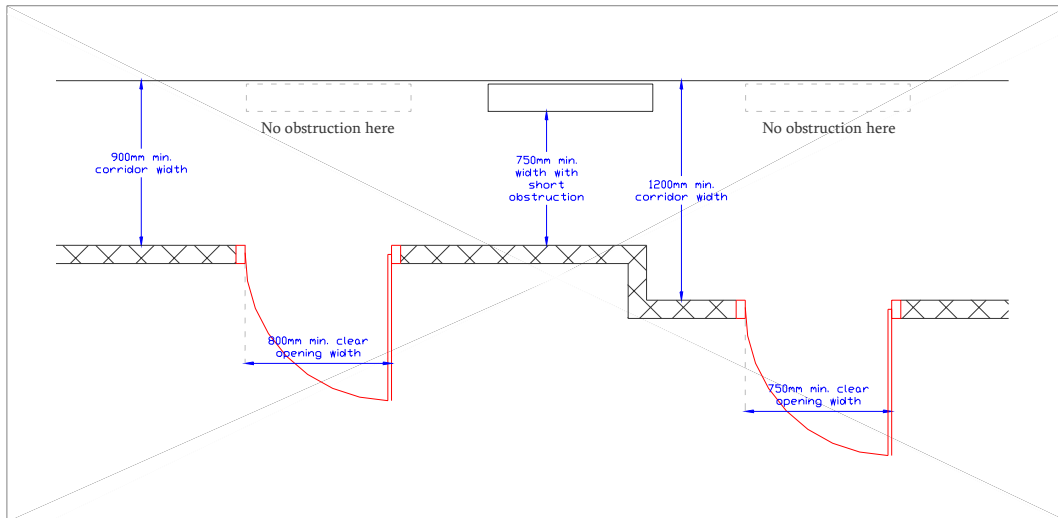 No obstruction here
No obstruction here
900mm min.
corridor width
750mm min.
width with
short
obstruction
1200mm min.
corridor width
800mm min. clear
opening width
750mm min. clear
opening width